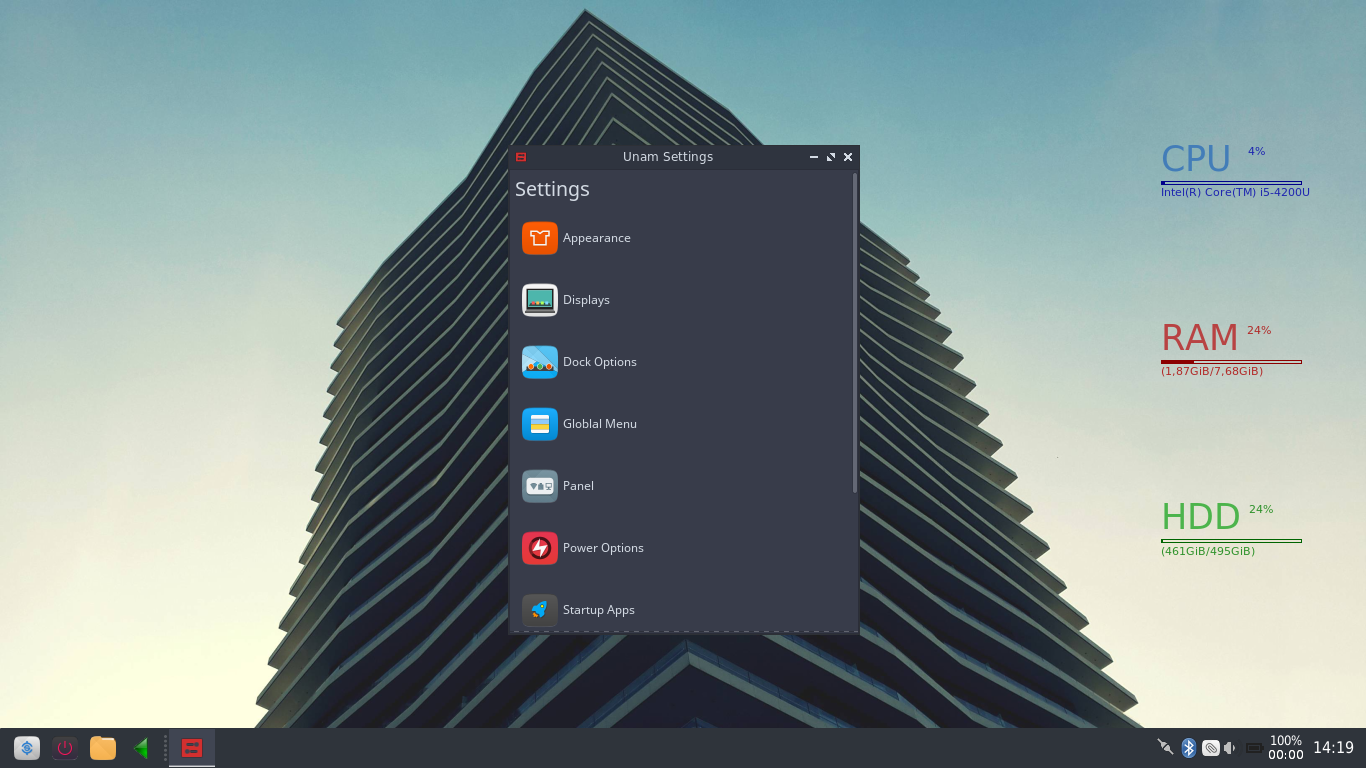 Unam Settings
Settings
Appearance
Displays
Dock Options
Globlal Menu
Panel
Power Options
Startup Apps
CPU 4%
Intel(R) Core(TM) i5-4200U
RAM 24%
(1,87GiB/7,68GiB)
HDD 24%
(461GiB/495GiB)
100%
00:00
14:19